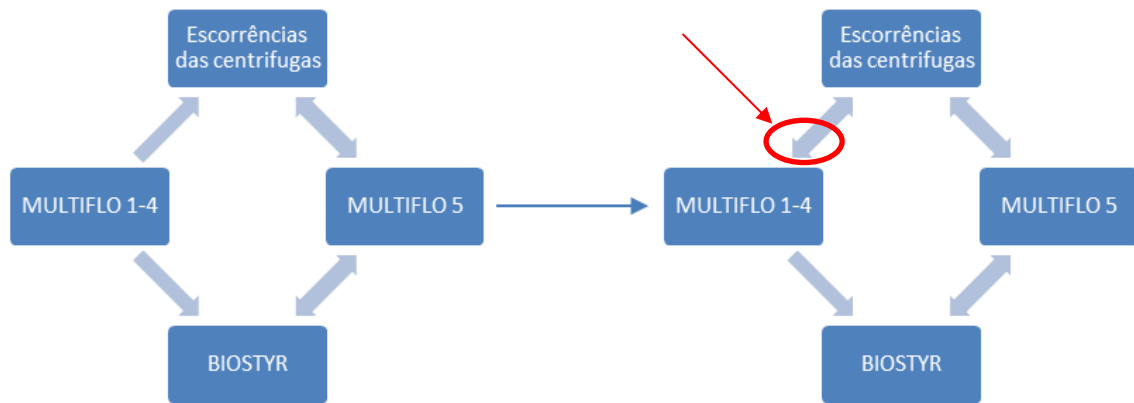 Escorrências
das centrifugas
MULTIFLO 1-4
MULTIFLO 5
BIOSTYR
Escorrências
das centrifugas
MULTIFLO 1-4
MULTIFLO 5
BIOSTYR